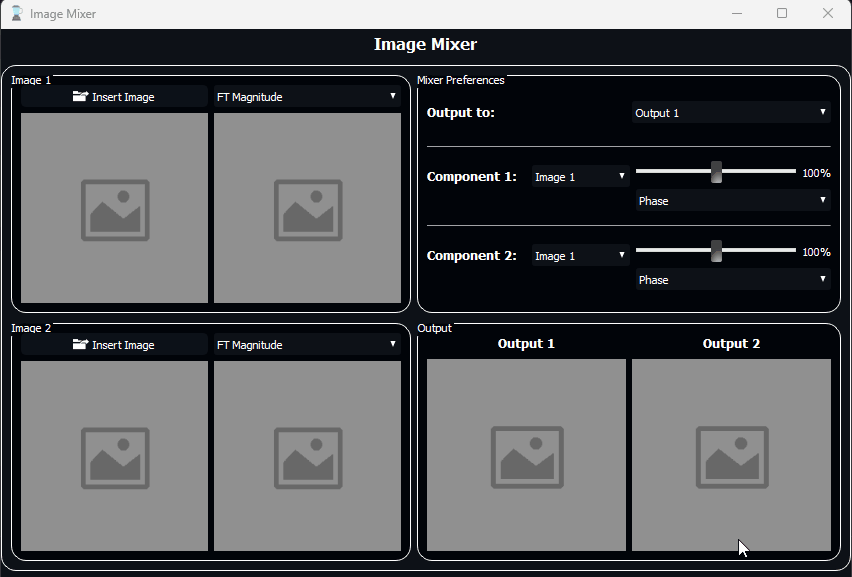 Image Mixer
Image Mixer
Image 1
Insert Image
FT Magnitude
Mixer Preferences
Output to:
Output 1
Component 1:
Image 1
100%
Phase
Component 2:
Image 1
100%
Phase
Image 2
Insert Image
FT Magnitude
Output
Output 1
Output 2